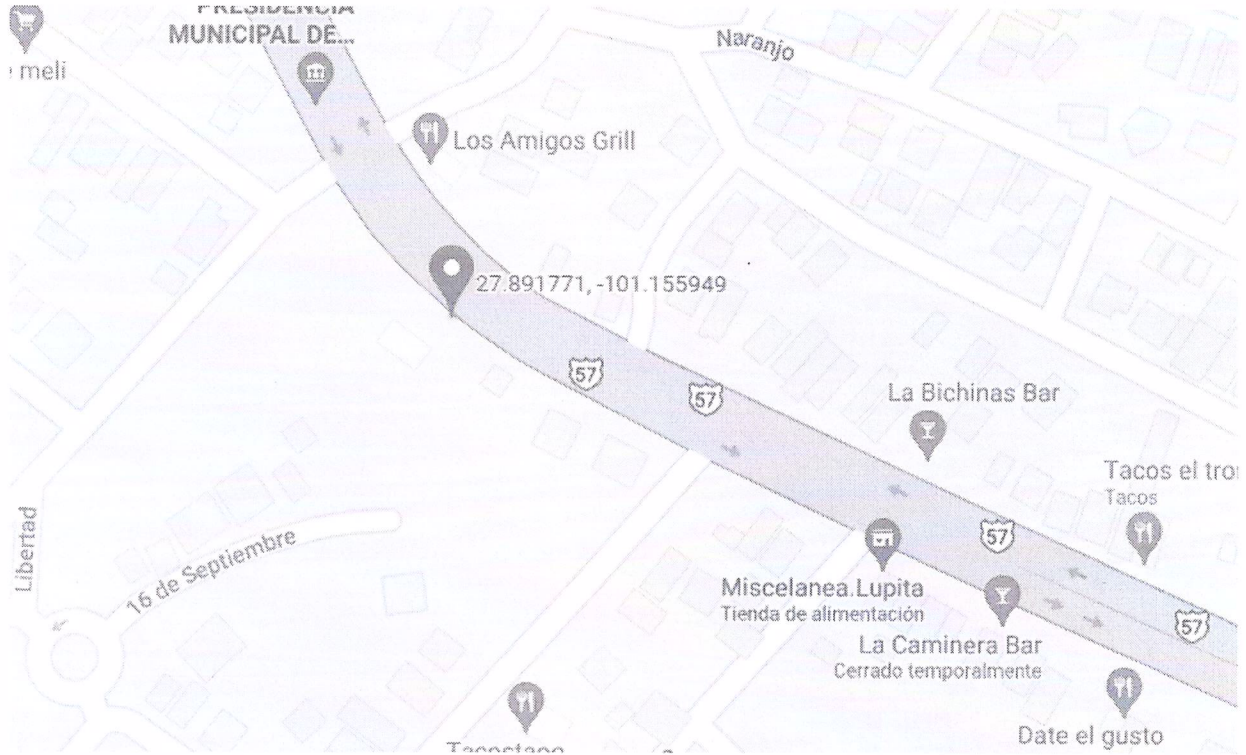 PRESIDENCIA
MUNICIPAL DE...
meli
Naranjo
Los Amigos Grill
27.891771, -101.155949
57
57
La Bichinas Bar
Tacos el tro
Tacos
57
Libertad
16 de Septiembre
Miscelanea.Lupita
Tienda de alimentación
57
La Caminera Bar
Cerrado temporalmente
Date el gusto